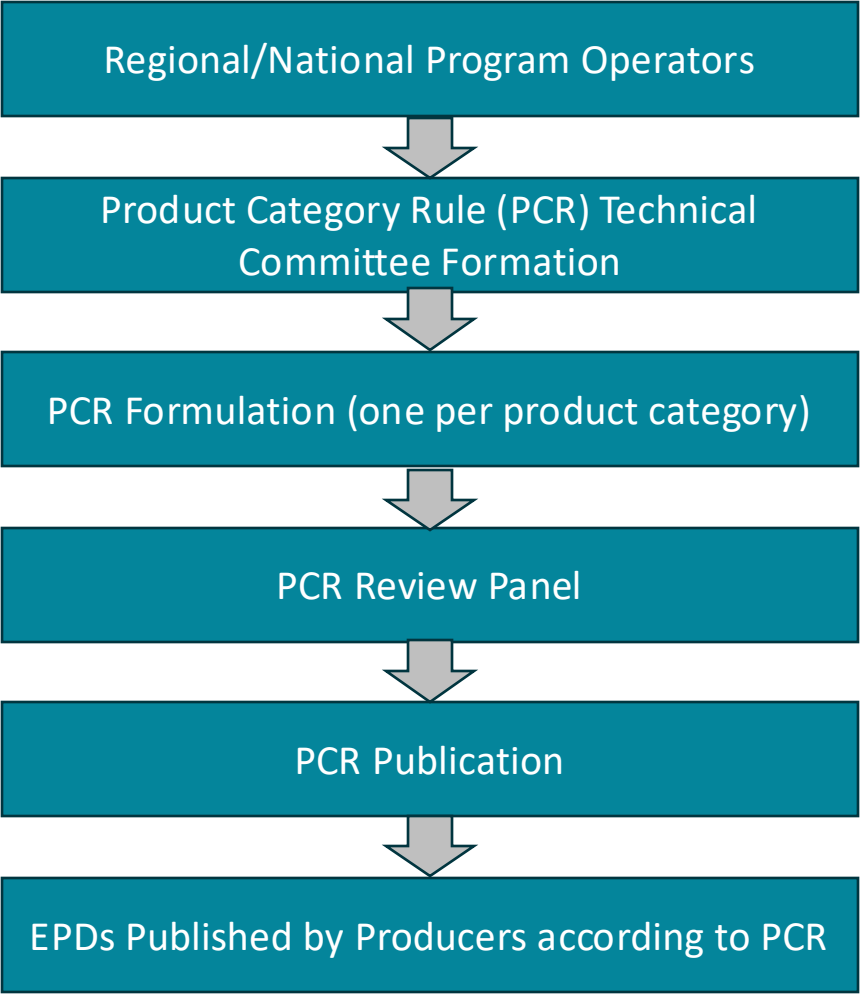 Regional/National Program Operators
Product Category Rule (PCR) Technical
Committee Formation
PCR Formulation (one per product category)
PCR Review Panel
PCR Publication
EPDs Published by Producers according to PCR